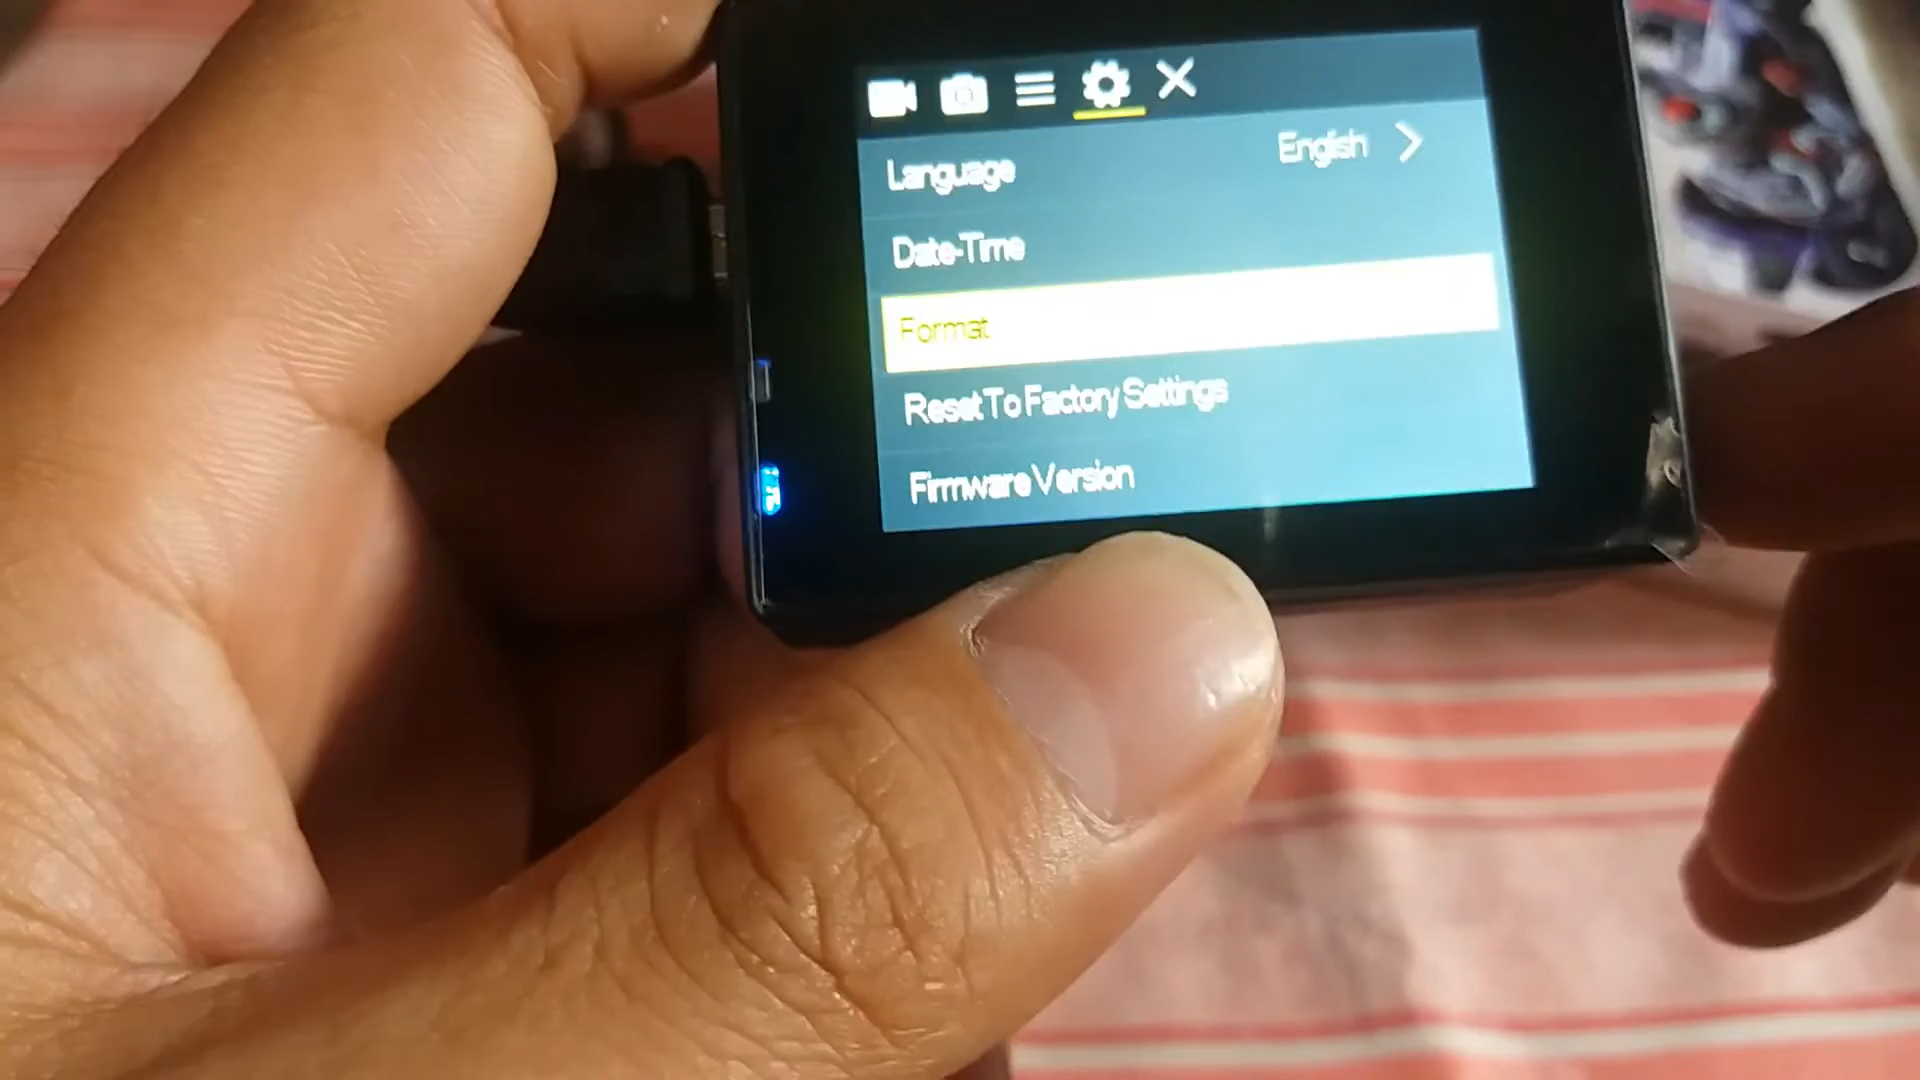 Language English
Date-Time
Format
Reset To Factory Settings
Firmware Version